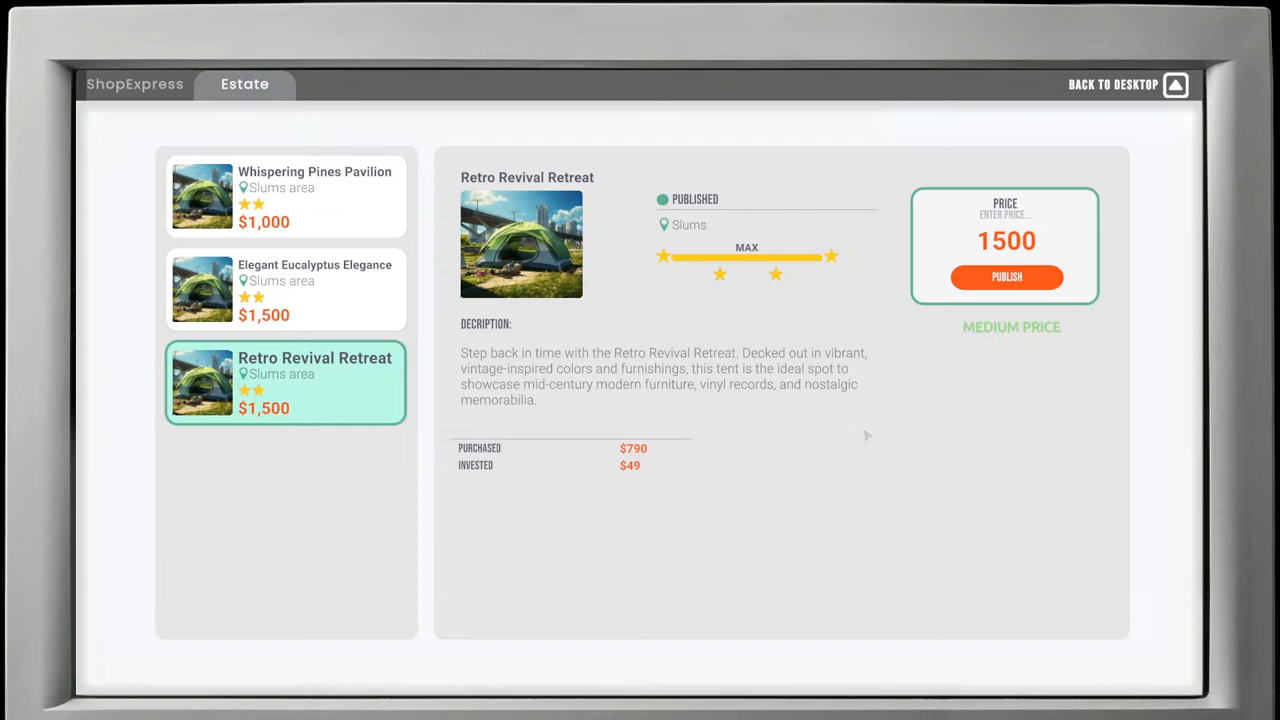 ShopExpress
Estate
BACK TO DESKTOP
Whispering Pines Pavilion
Slums area
$1,000
Elegant Eucalyptus Elegance
Slums area
$1,500
Retro Revival Retreat
Slums area
$1,500
Retro Revival Retreat
PUBLISHED
Slums
MAX
PRICE
ENTER PRICE...
1500
PUBLISH
MEDIUM PRICE
DECRIPTION:
Step back in time with the Retro Revival Retreat. Decked out in vibrant,
vintage-inspired colors and furnishings, this tent is the ideal spot to
showcase mid-century modern furniture, vinyl records, and nostalgic
memorabilia.
PURCHASED $790
INVESTED $49